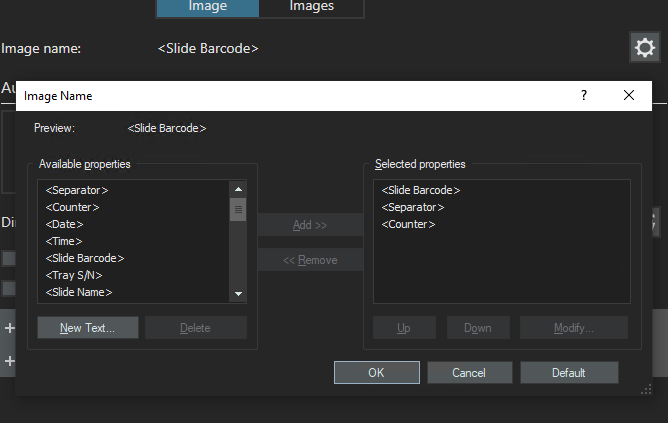 Image Images
Image name: <Slide Barcode>
Au
Image Name ?
Preview: <Slide Barcode>
Available properties
<Separator>
<Counter>
<Date>
<Time>
<Slide Barcode>
<Tray S/N>
<Slide Name>
New Text... Delete
Add >>
<< Remove
Selected properties
<Slide Barcode>
<Separator>
<Counter>
Up Down Modify...
Dir
OK Cancel Default